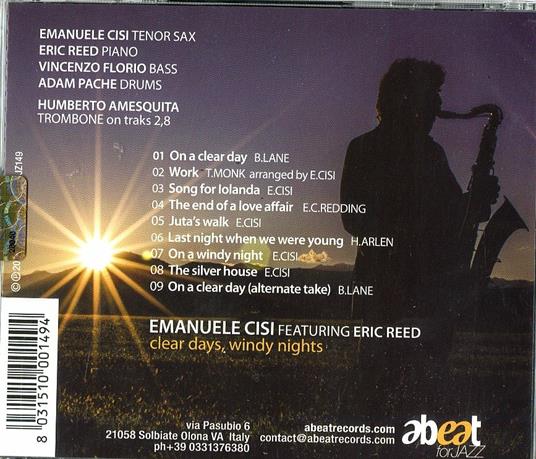 EMANUELE CISI TENOR SAX
ERIC REED PIANO
VINCENZO FLORIO BASS
ADAM PACHE DRUMS
HUMBERTO AMESQUITA
TROMBONE on traks 2,8
01 On a clear day B.LANE
02 Work T.MONK arranged by E.CISI
03 Song for Iolanda E.CISI
04 The end of a love affair E.C.REDDING
05 Juta's walk E.CISI
06 Last night when we were young H.ARLEN
07 On a windy night E.CISI
08 The silver house E.CISI
09 On a clear day (alternate take) B.LANE
EMANUELE CISI FEATURING ERIC REED
clear days, windy nights
8 031510 001494
via Pasubio 6
21058 Solbiate Olona VA Italy
ph+39 0331376380
abeatrecords.com
contact@abeatrecords.com
abeat
for JAZZ
JZ149